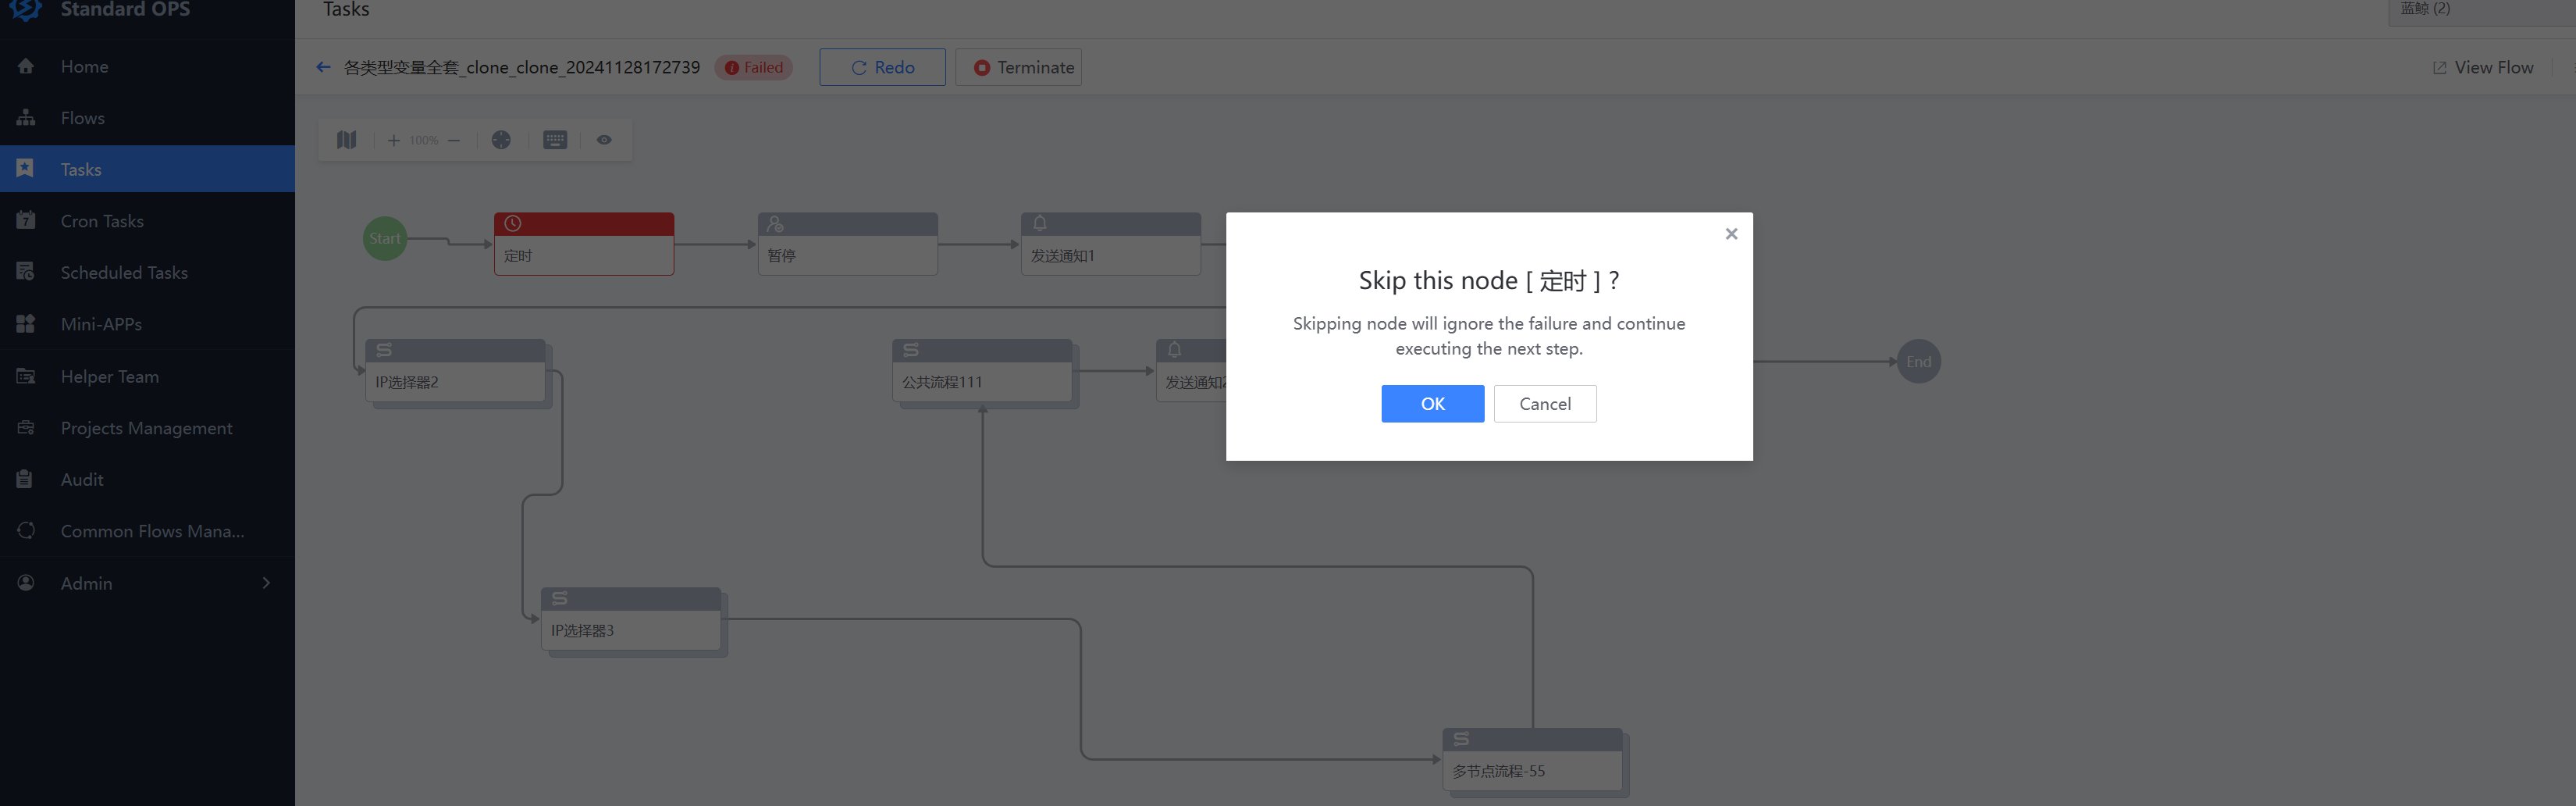 Standard OPS
Tasks
蓝鲸 (2)
Home
Flows
Tasks
Cron Tasks
7
Scheduled Tasks
Mini-APPs
Helper Team
Projects Management
Audit
Common Flows Mana...
Admin
各类型变量全套_clone_clone_20241128172739
Failed
Redo
Terminate
View Flow
100%
Start
定时
暂停
发送通知1
IP选择器2
公共流程111
发送通知2
End
IP选择器3
多节点流程-55
Skip this node [ 定时 ] ?
Skipping node will ignore the failure and continue
executing the next step.
OK
Cancel